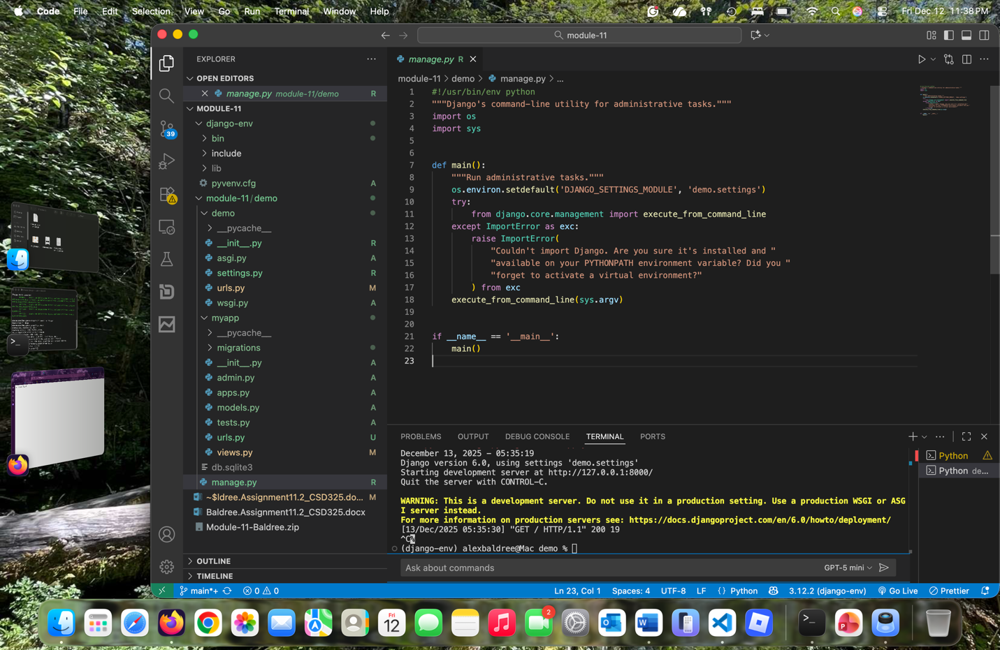 Code File Edit Selection View Go Run Terminal Window Help
Fri Dec 12 11:38 PM
module-11
EXPLORER
OPEN EDITORS
manage.py module-11/demo R
MODULE-11
django-env
bin
include
lib
pyvenv.cfg A
module-11/demo
demo
__pycache__
__init__.py R
asgi.py A
settings.py R
urls.py M
wsgi.py A
myapp
__pycache__
migrations
__init__.py A
admin.py A
apps.py A
models.py A
tests.py A
urls.py U
views.py M
db.sqlite3
manage.py R
~$ldree.Assignment11.2_CSD325.do... M
Baldree.Assignment11.2_CSD325.docx
Module-11-Baldree.zip
OUTLINE
TIMELINE
39
manage.py R
module-11 > demo > manage.py > ...
1 #!/usr/bin/env python
2 """Django's command-line utility for administrative tasks."""
3 import os
4 import sys
5
6
7 def main():
8 """Run administrative tasks."""
9 os.environ.setdefault('DJANGO_SETTINGS_MODULE', 'demo.settings')
10 try:
11 from django.core.management import execute_from_command_line
12 except ImportError as exc:
13 raise ImportError(
14 "Couldn't import Django. Are you sure it's installed and "
15 "available on your PYTHONPATH environment variable? Did you "
16 "forget to activate a virtual environment?"
17 ) from exc
18 execute_from_command_line(sys.argv)
19
20
21 if __name__ == '__main__':
22 main()
23
PROBLEMS OUTPUT DEBUG CONSOLE TERMINAL PORTS
December 13, 2025 - 05:35:19
Django version 6.0, using settings 'demo.settings'
Starting development server at http://127.0.0.1:8000/
Quit the server with CONTROL-C.
WARNING: This is a development server. Do not use it in a production setting. Use a production WSGI or ASG
I server instead.
For more information on production servers see: https://docs.djangoproject.com/en/6.0/howto/deployment/
[13/Dec/2025 05:35:30] "GET / HTTP/1.1" 200 19
^C%
(django-env) alexbaldree@Mac demo %
Python
Python de...
Ask about commands
GPT-5 mini
main*+ 0 0
Ln 23, Col 1 Spaces: 4 UTF-8 LF {} Python 3.12.2 (django-env) Go Live Prettier
Fri
12
2